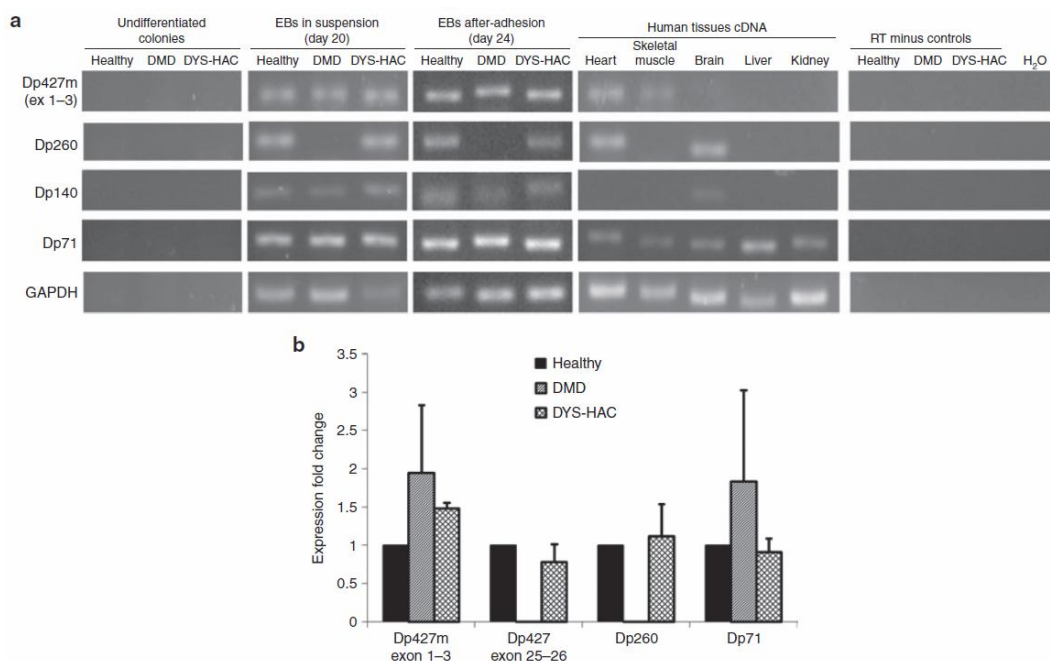 a
Undifferentiated colonies
EBs in suspension (day 20)
EBs after-adhesion (day 24)
Human tissues cDNA
RT minus controls
Healthy DMD DYS-HAC Healthy DMD DYS-HAC Healthy DMD DYS-HAC Heart Skeletal muscle Brain Liver Kidney Healthy DMD DYS-HAC H₂O
Dp427m
(ex 1–3)
Dp260
Dp140
Dp71
GAPDH
b
3.5
3
2.5
2
1.5
1
0.5
0
Expression fold change
Healthy
DMD
DYS-HAC
Dp427m
exon 1–3
Dp427
exon 25–26
Dp260
Dp71